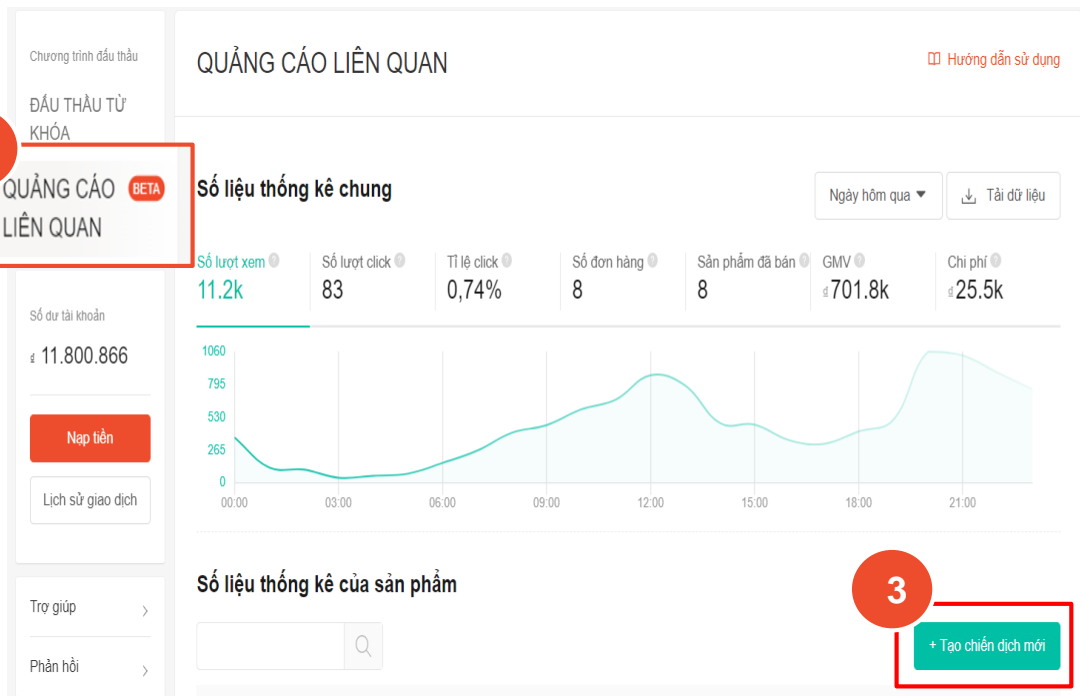 Chương trình đấu thầu
ĐẤU THẦU TỪ
KHÓA
QUẢNG CÁO BETA
LIÊN QUAN
Số dư tài khoản
₫ 11.800.866
Nạp tiền
Lịch sử giao dịch
Trợ giúp
Phản hồi
QUẢNG CÁO LIÊN QUAN
Hướng dẫn sử dụng
Số liệu thống kê chung
Ngày hôm qua
Tải dữ liệu
Số lượt xem
11.2k
Số lượt click
83
Tỉ lệ click
0,74%
Số đơn hàng
8
Sản phẩm đã bán
8
GMV
₫701.8k
Chi phí
₫25.5k
1060
795
530
265
0
00:00 03:00 06:00 09:00 12:00 15:00 18:00 21:00
Số liệu thống kê của sản phẩm
3
+ Tạo chiến dịch mới